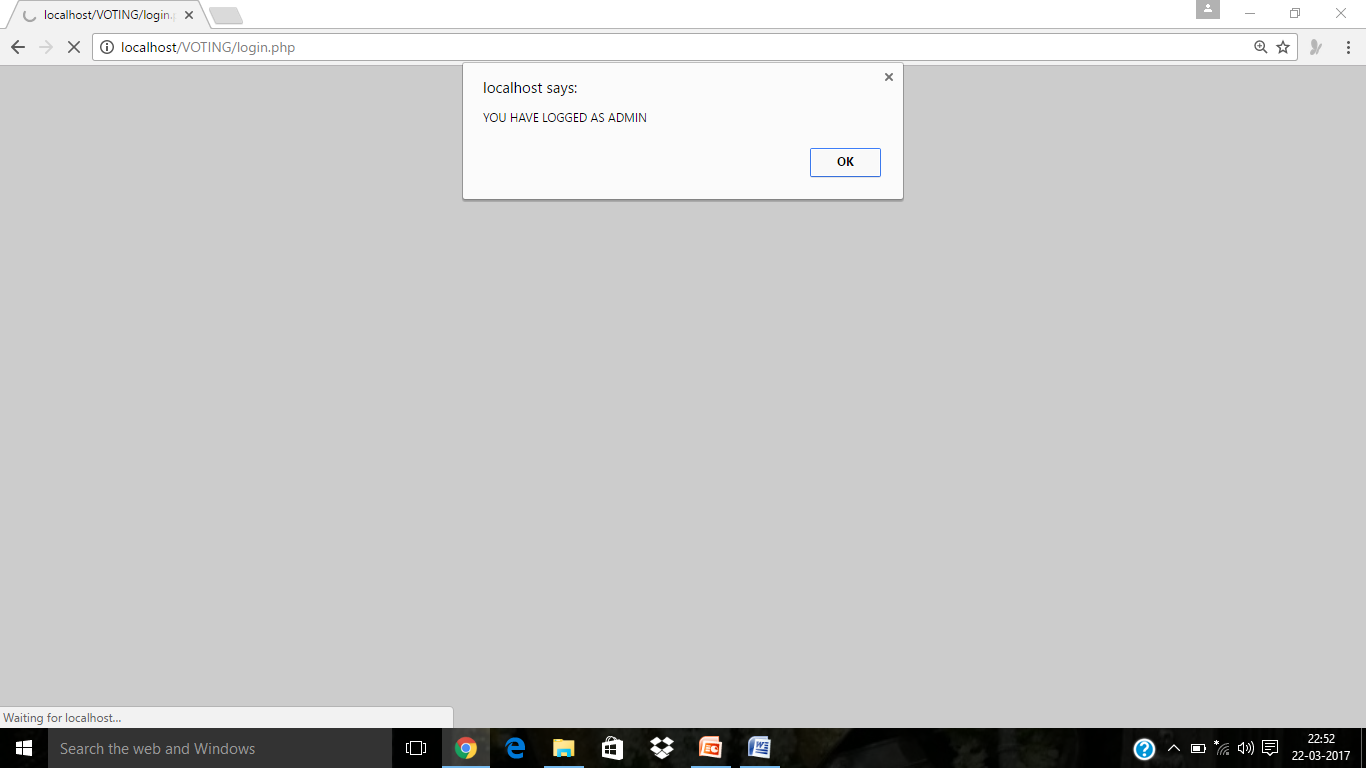 localhost/VOTING/login.
localhost/VOTING/login.php
localhost says:
YOU HAVE LOGGED AS ADMIN
OK
Waiting for localhost...
Search the web and Windows
22:52
22-03-2017